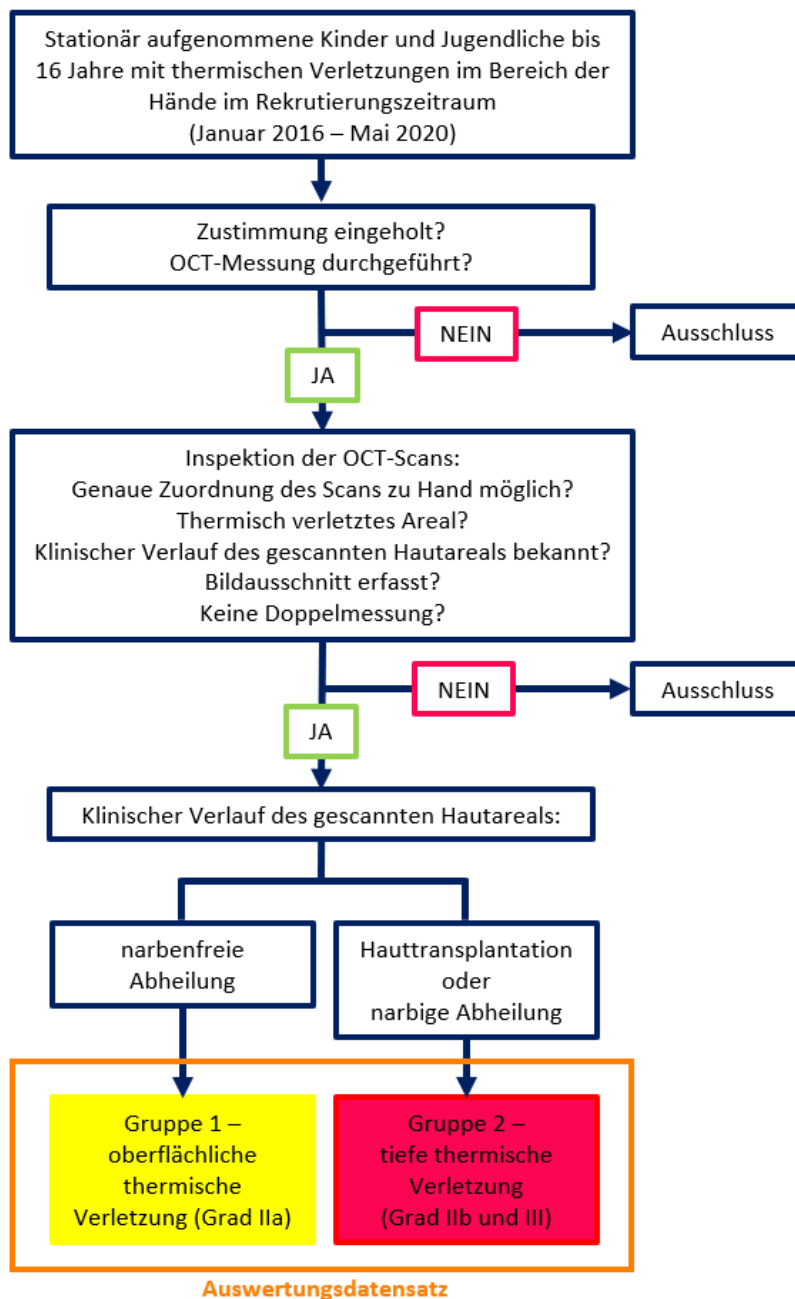 Stationär aufgenommene Kinder und Jugendliche bis
16 Jahre mit thermischen Verletzungen im Bereich der
Hände im Rekrutierungszeitraum
(Januar 2016 – Mai 2020)
Zustimmung eingeholt?
OCT-Messung durchgeführt?
NEIN
Ausschluss
JA
Inspektion der OCT-Scans:
Genaue Zuordnung des Scans zu Hand möglich?
Thermisch verletztes Areal?
Klinischer Verlauf des gescannten Hautareals bekannt?
Bildausschnitt erfasst?
Keine Doppelmessung?
NEIN
Ausschluss
JA
Klinischer Verlauf des gescannten Hautareals:
narbenfreie
Abheilung
Hauttransplantation
oder
narbige Abheilung
Gruppe 1 –
oberflächliche
thermische
Verletzung (Grad IIa)
Gruppe 2 –
tiefe thermische
Verletzung
(Grad IIb und III)
Auswertungsdatensatz